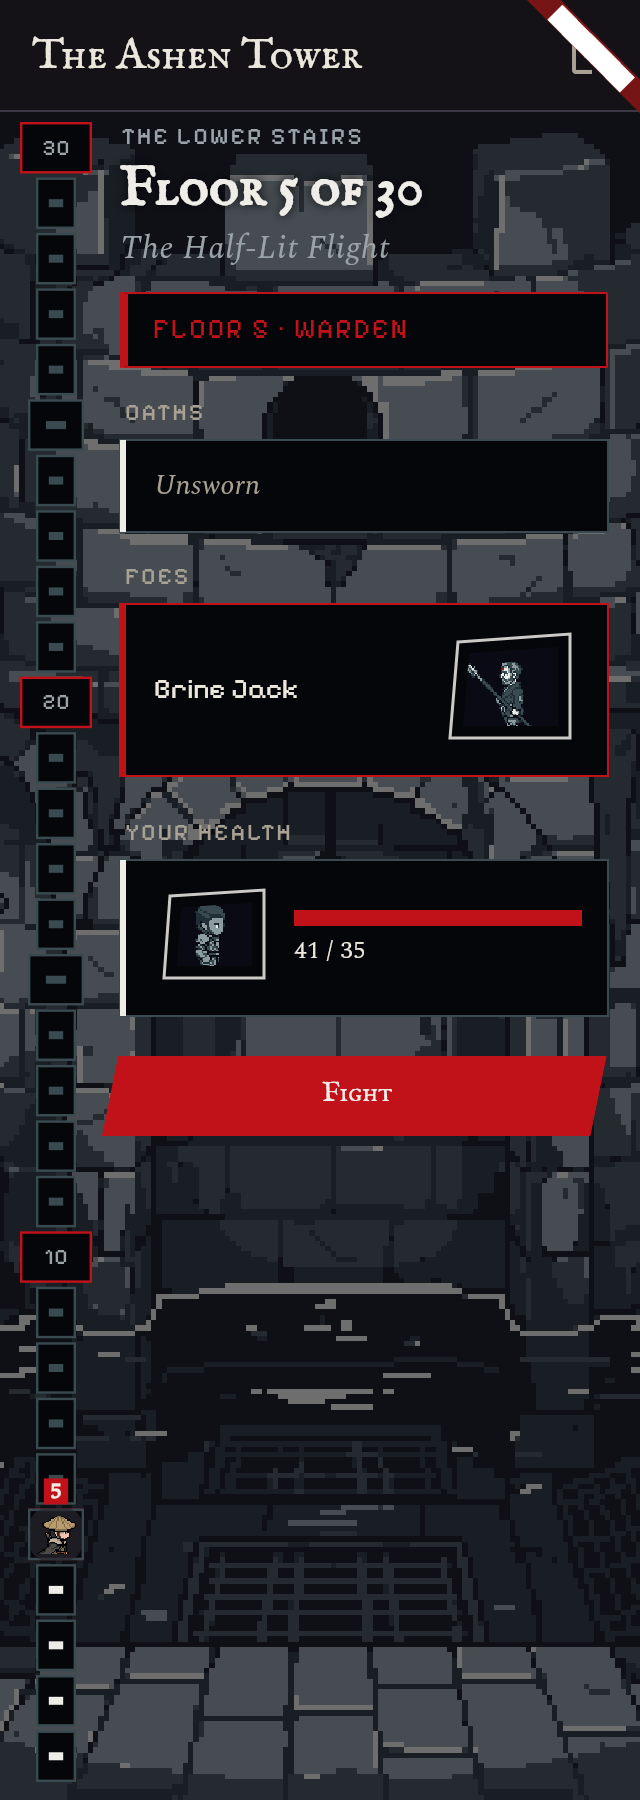 The Ashen Tower
30
THE LOWER STAIRS
Floor 5 of 30
The Half-Lit Flight
FLOOR 5 · WARDEN
OATHS
Unsworn
FOES
Brine Jack
20
YOUR HEALTH
41 / 35
Fight
10
5